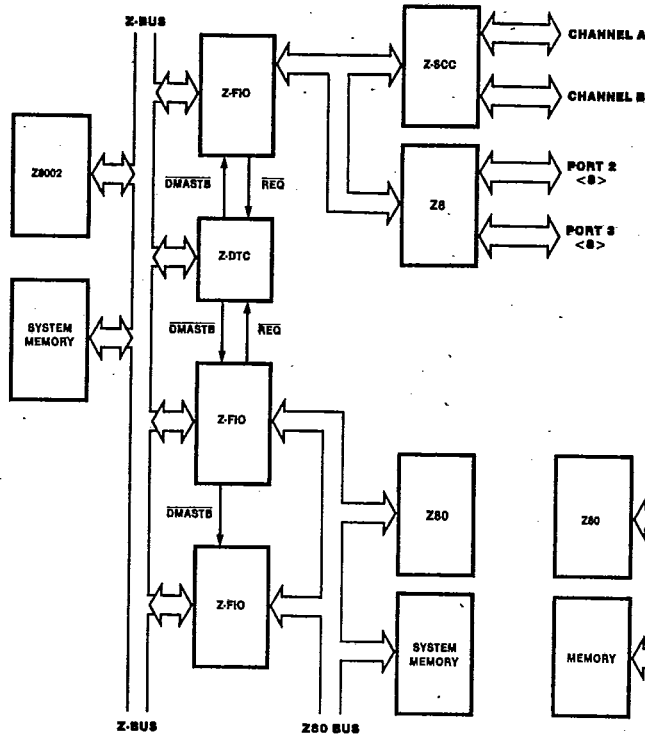 Z-BUS
Z-FIO
Z-SCC
CHANNEL A
CHANNEL B
Z8002
DMASTB
REQ
Z8
PORT 2
<8>
PORT 3
<8>
Z-DTC
SYSTEM
MEMORY
DMASTB
REQ
Z-FIO
DMASTB
Z80
Z80
Z-FIO
SYSTEM
MEMORY
MEMORY
Z-BUS
Z80 BUS